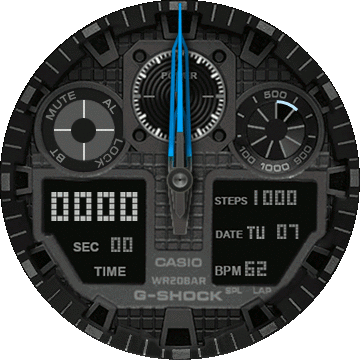 POWER
MUTE
AL
BT
LOCK
500
100
1000
0000
SEC 00
TIME
STEPS 1000
DATE TU 07
BPM 62
CASIO
WR20BAR
G-SHOCK
SPL LAP